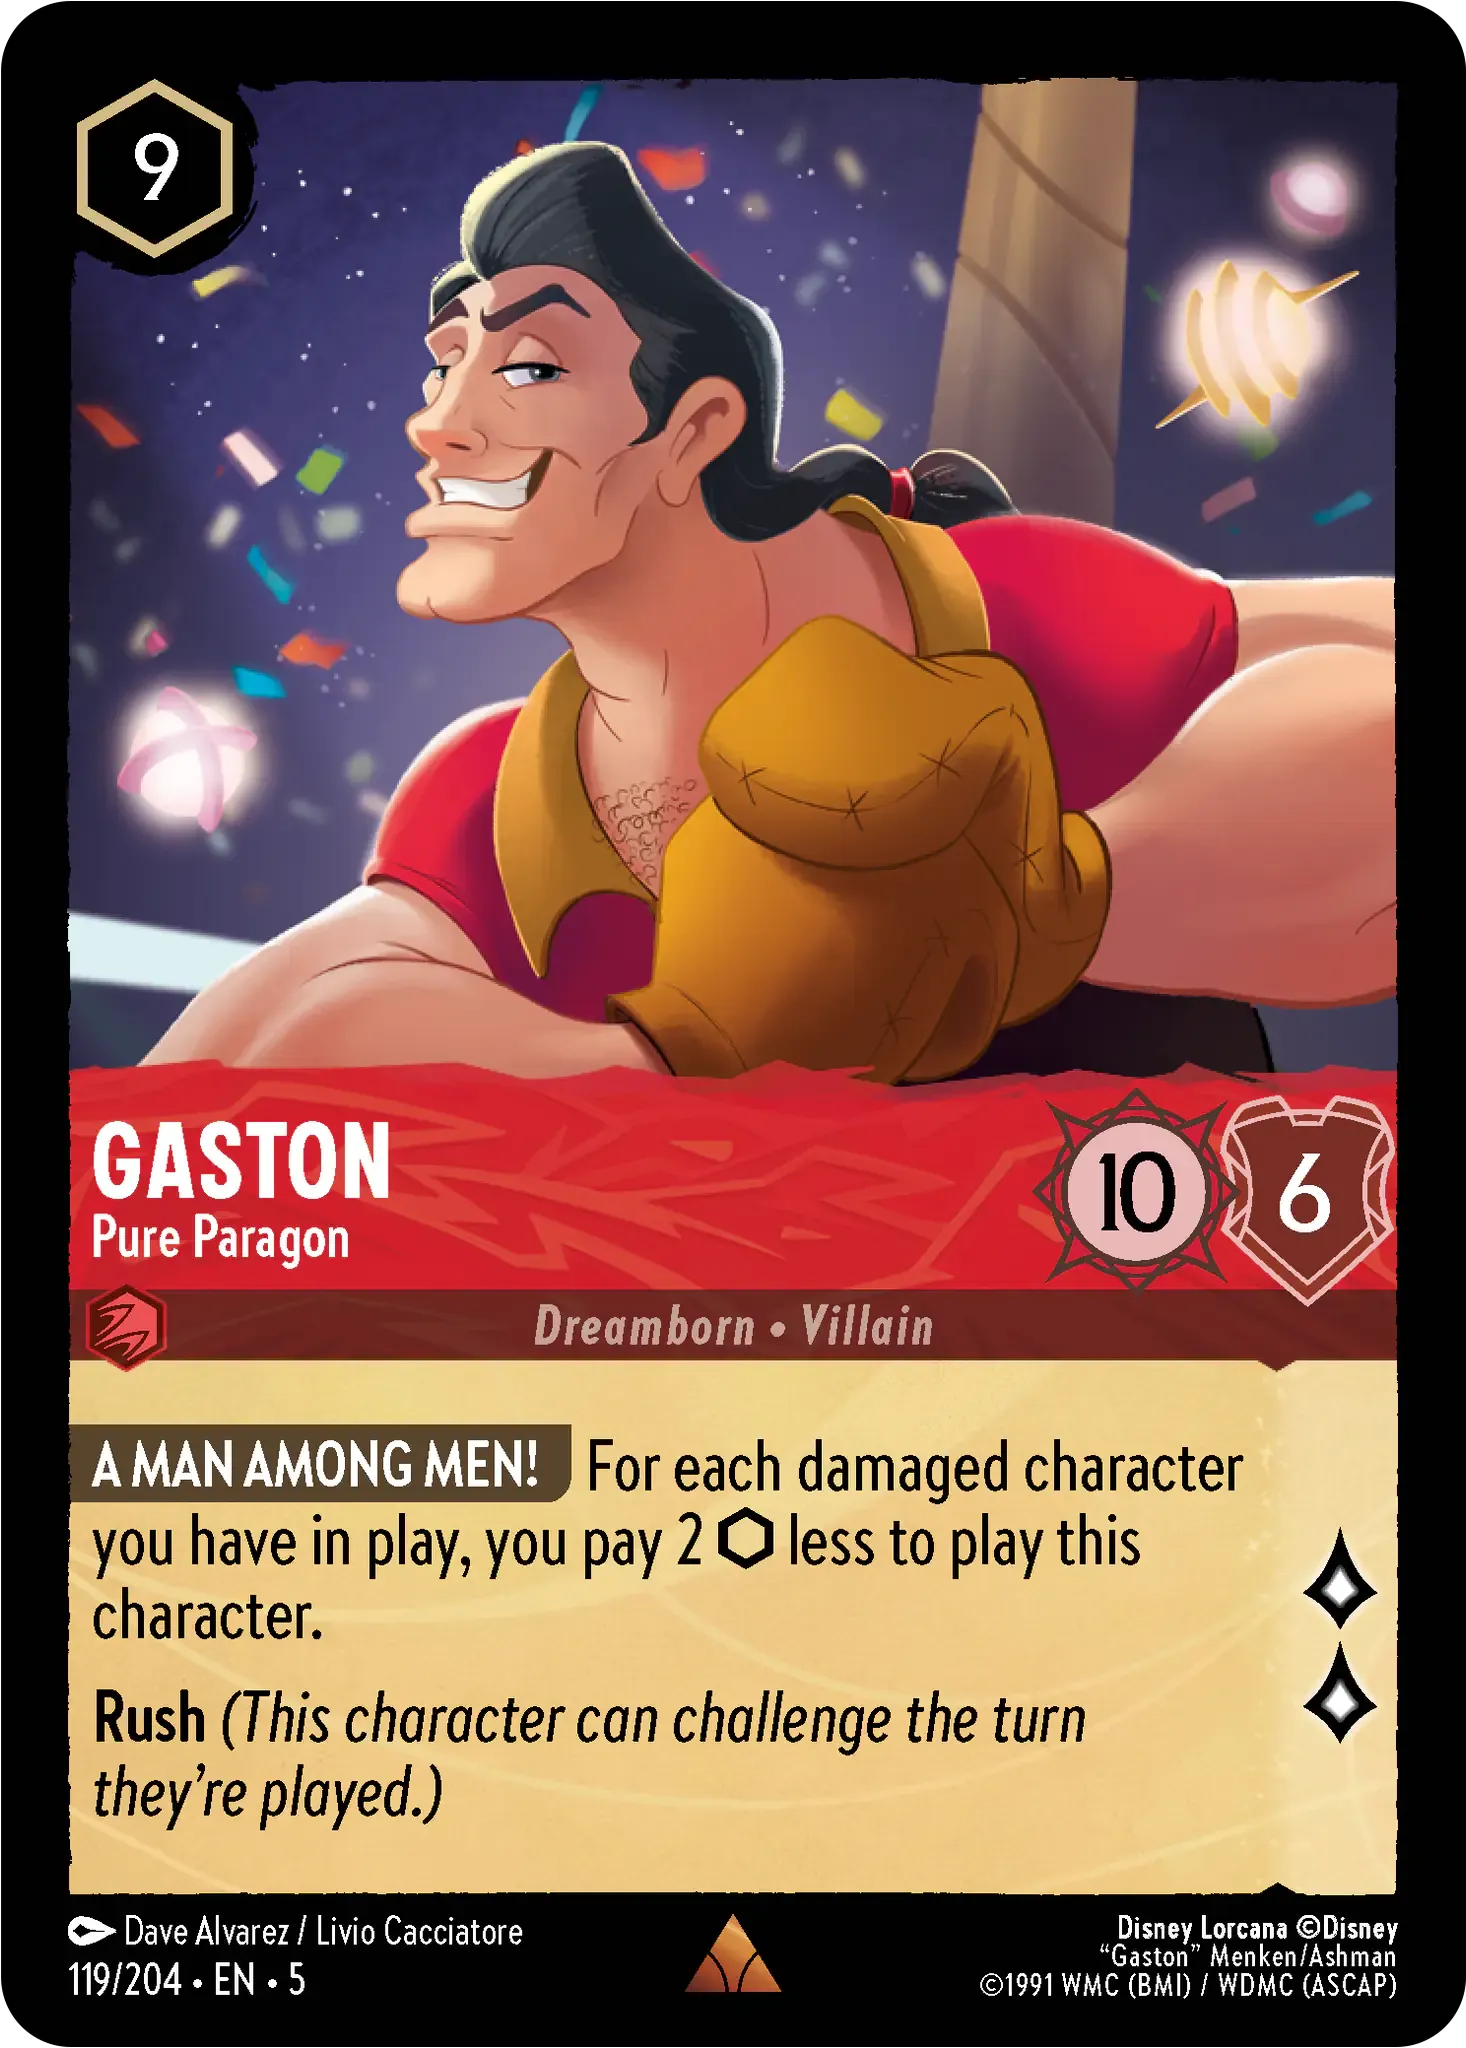 9
GASTON
Pure Paragon
10
6
Dreamborn • Villain
A MAN AMONG MEN! For each damaged character
you have in play, you pay 2 ⬡ less to play this
character.
Rush (This character can challenge the turn
they're played.)
Dave Alvarez / Livio Cacciatore
119/204 • EN • 5
Disney Lorcana ©Disney
“Gaston” Menken/Ashman
©1991 WMC (BMI) / WDMC (ASCAP)